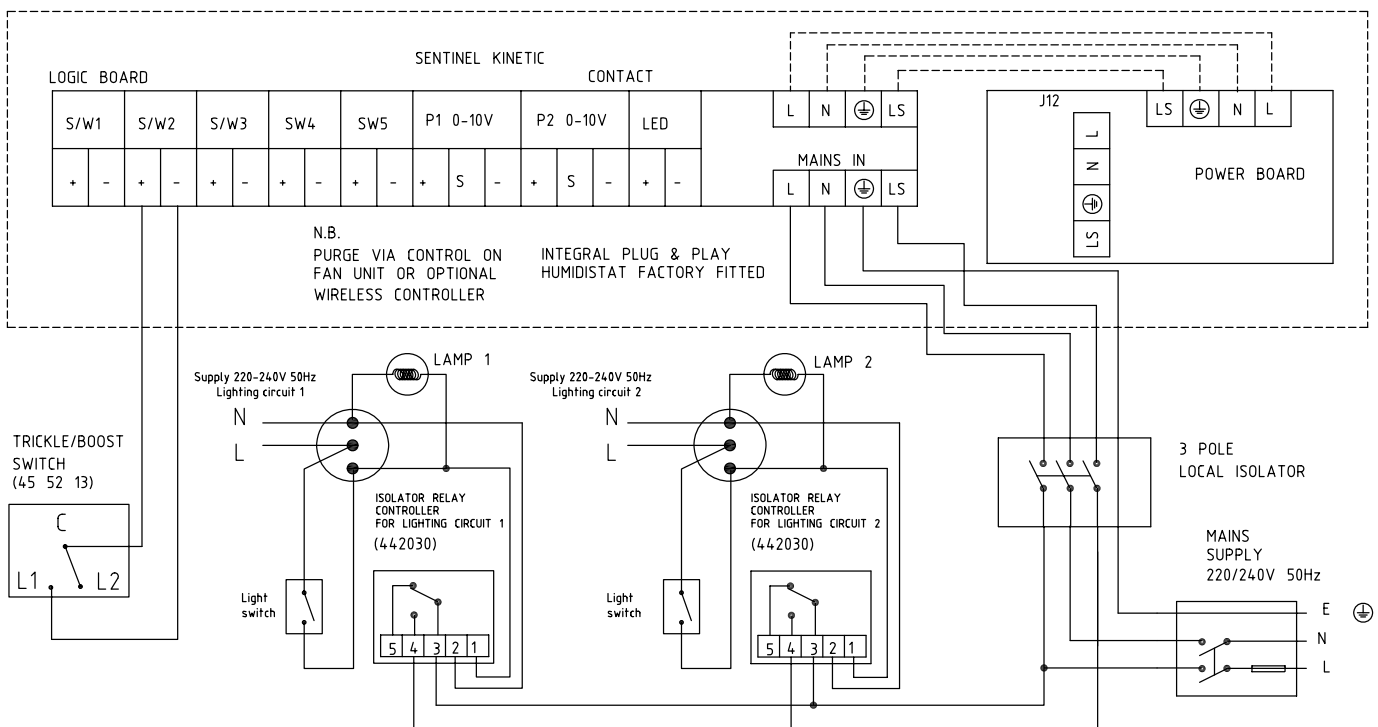 SENTINEL KINETIC
LOGIC BOARD
CONTACT
S/W1 S/W2 S/W3 SW4 SW5 P1 0-10V P2 0-10V LED
+ - + - + - + - + - + S - + S - + -
L N LS
MAINS IN
L N LS
J12
LS N L
L
N
LS
POWER BOARD
N.B.
PURGE VIA CONTROL ON
FAN UNIT OR OPTIONAL
WIRELESS CONTROLLER
INTEGRAL PLUG & PLAY
HUMIDISTAT FACTORY FITTED
TRICKLE/BOOST
SWITCH
(45 52 13)
C
L1 L2
Supply 220-240V 50Hz
Lighting circuit 1
N
L
LAMP 1
ISOLATOR RELAY
CONTROLLER
FOR LIGHTING CIRCUIT 1
(442030)
Light
switch
5 4 3 2 1
Supply 220-240V 50Hz
Lighting circuit 2
N
L
LAMP 2
ISOLATOR RELAY
CONTROLLER
FOR LIGHTING CIRCUIT 2
(442030)
Light
switch
5 4 3 2 1
3 POLE
LOCAL ISOLATOR
MAINS
SUPPLY
220/240V 50Hz
E
N
L